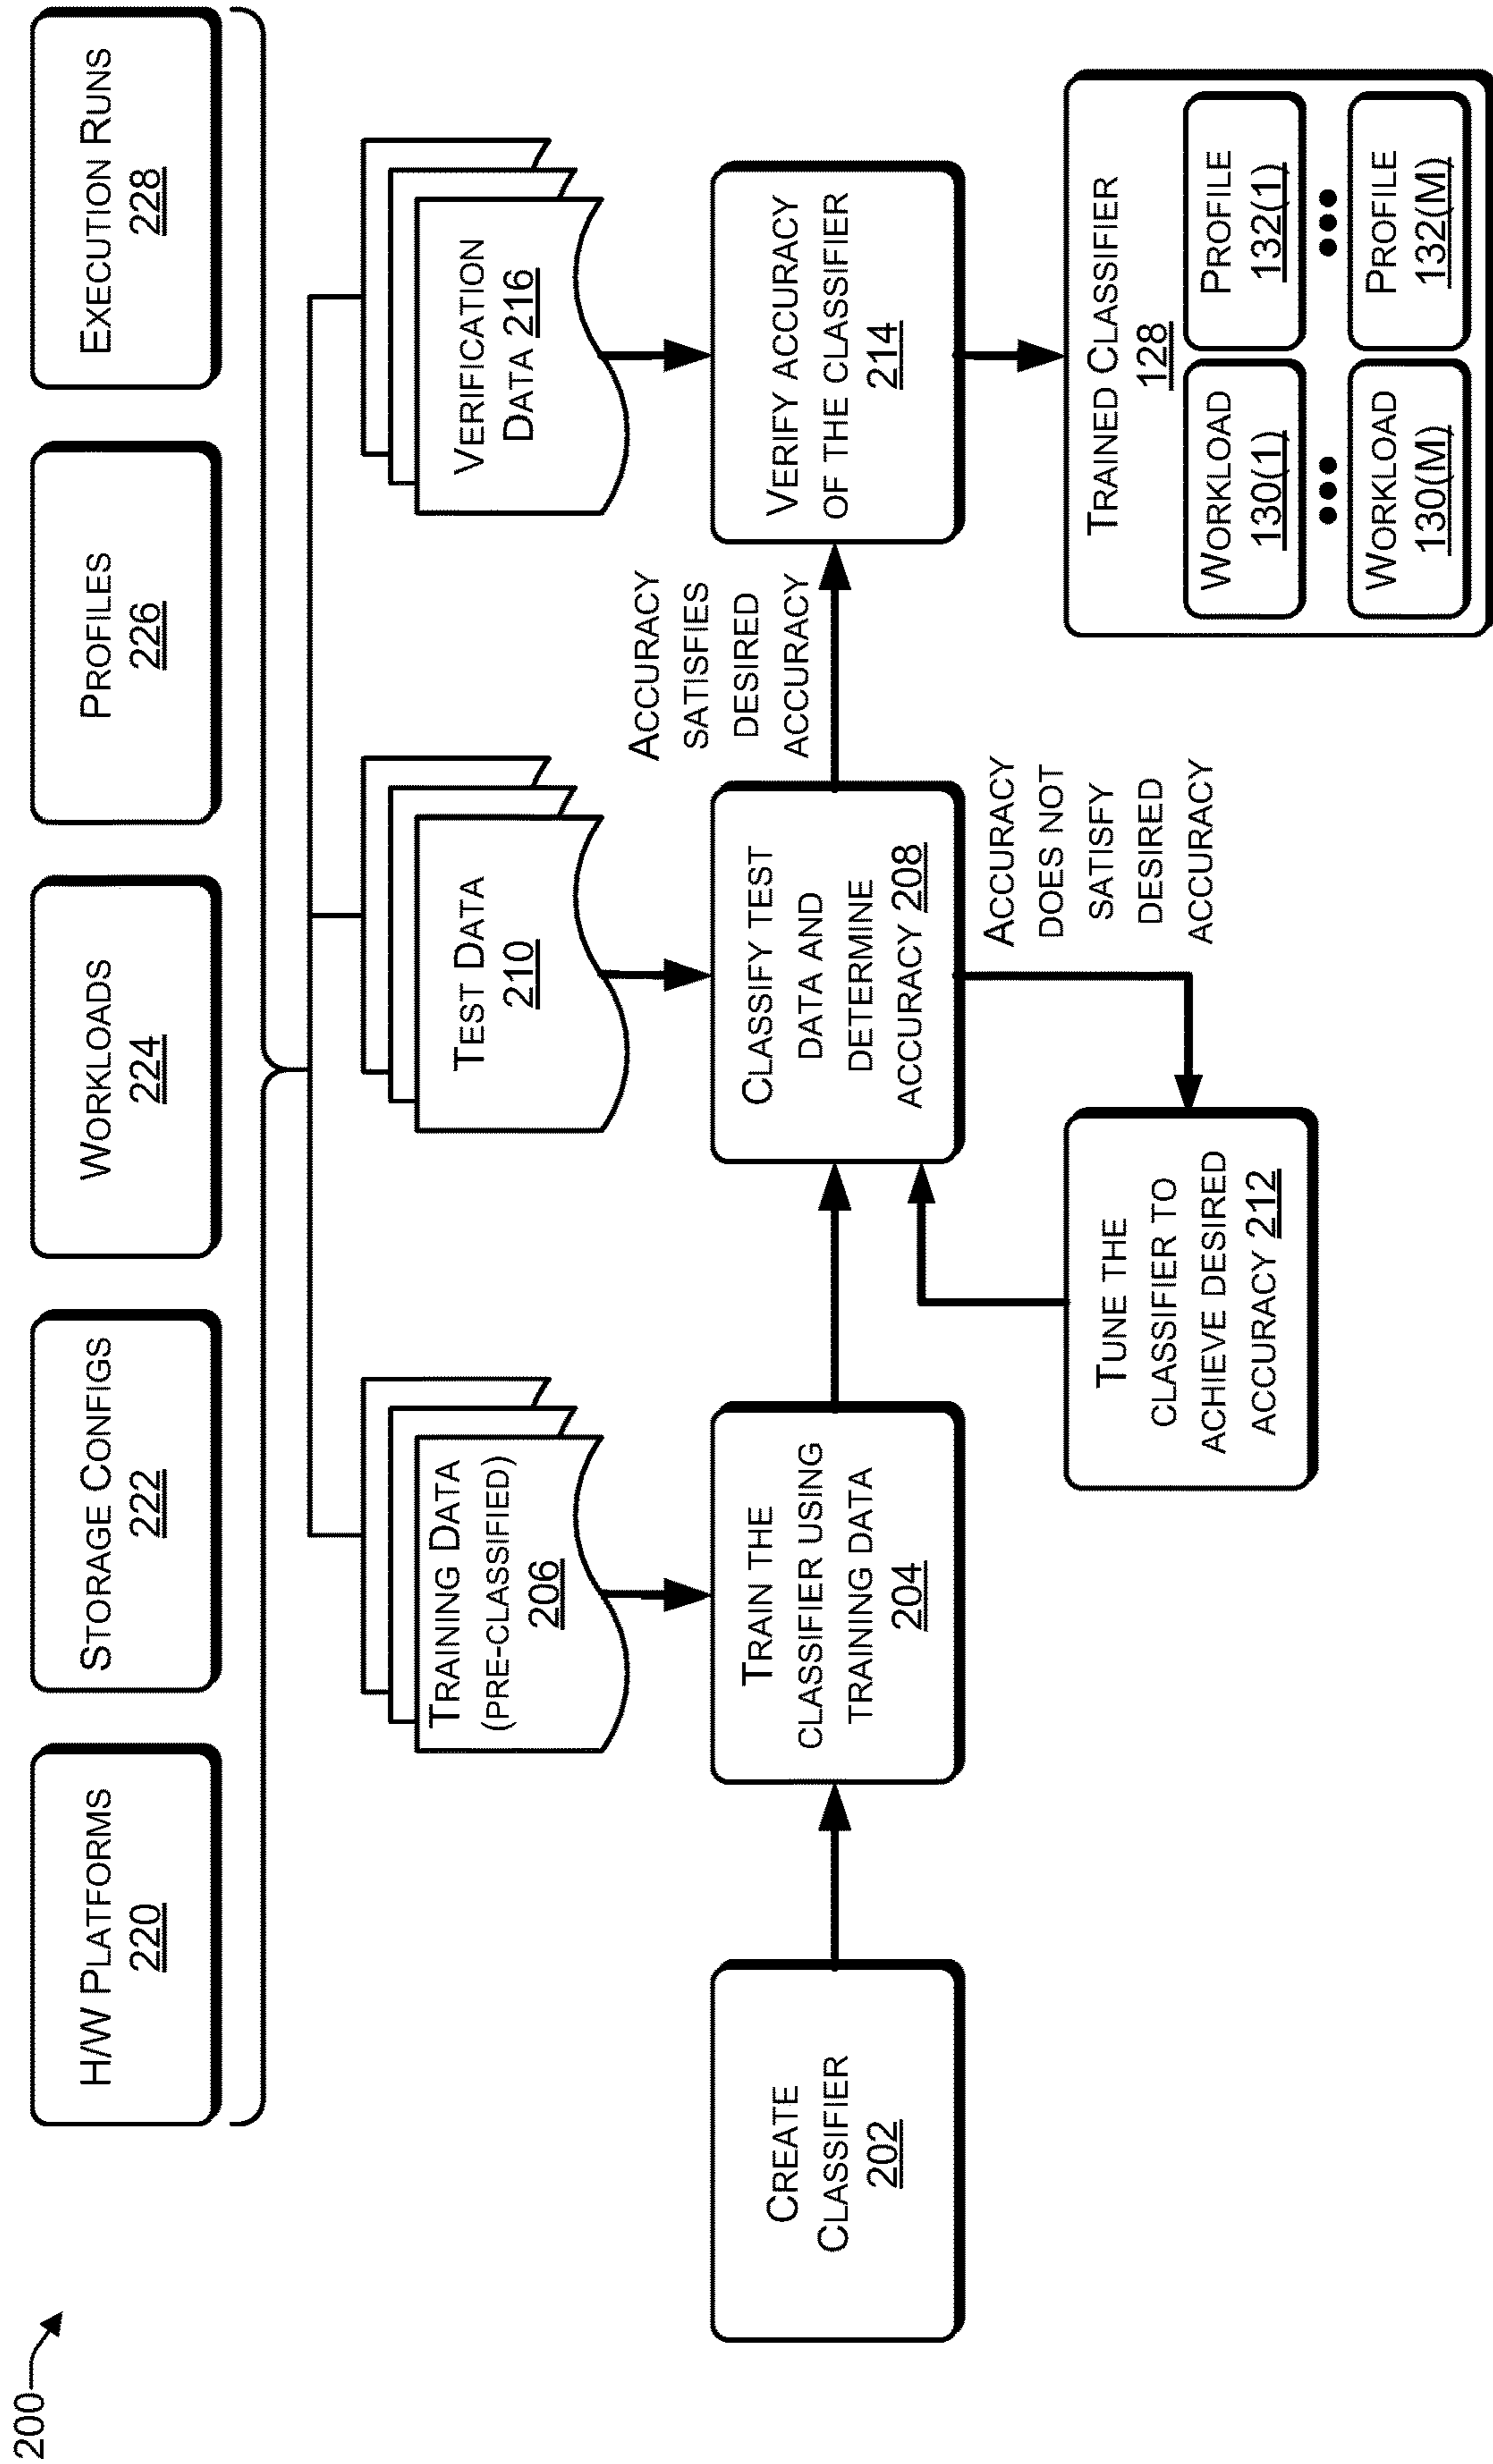 200
H/W PLATFORMS
220
STORAGE CONFIGS
222
WORKLOADS
224
PROFILES
226
EXECUTION RUNS
228
TRAINING DATA
(PRE-CLASSIFIED)
206
TEST DATA
210
VERIFICATION
DATA 216
CREATE
CLASSIFIER
202
TRAIN THE
CLASSIFIER USING
TRAINING DATA
204
CLASSIFY TEST
DATA AND
DETERMINE
ACCURACY 208
ACCURACY
SATISFIES
DESIRED
ACCURACY
VERIFY ACCURACY
OF THE CLASSIFIER
214
ACCURACY
DOES NOT
SATISFY
DESIRED
ACCURACY
TUNE THE
CLASSIFIER TO
ACHIEVE DESIRED
ACCURACY 212
TRAINED CLASSIFIER
128
WORKLOAD
130(1)
PROFILE
132(1)
WORKLOAD
130(M)
PROFILE
132(M)